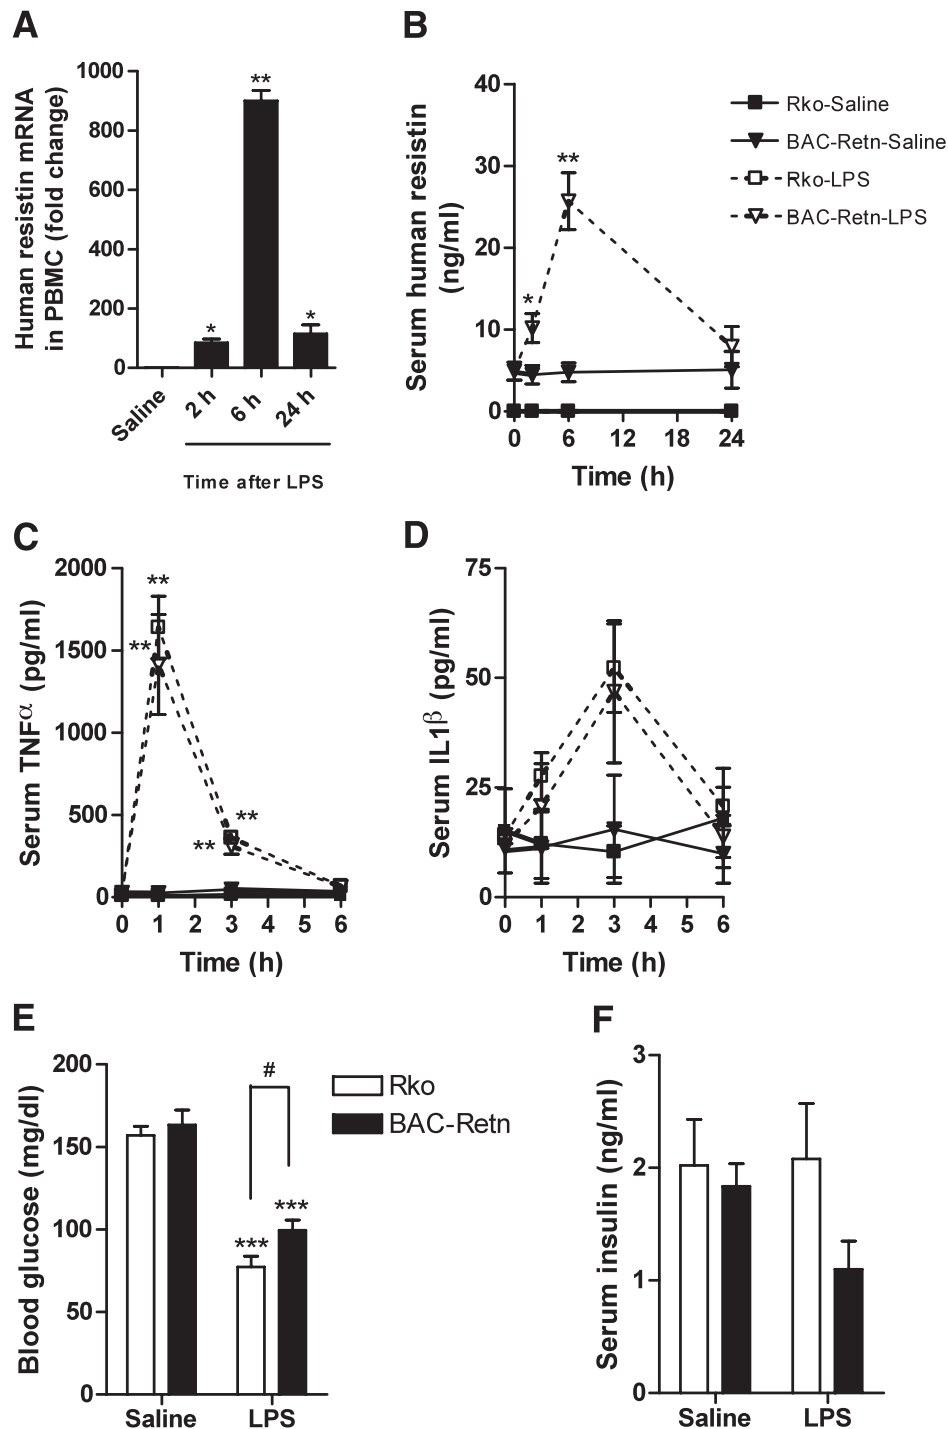 A
Human resistin mRNA
in PBMC (fold change)
1000
800
600
400
200
0
**
*
*
Saline
2 h
6 h
24 h
Time after LPS
B
Serum human resistin
(ng/ml)
40
30
20
10
0
**
*
0 6 12 18 24
Time (h)
Rko-Saline
BAC-Retn-Saline
Rko-LPS
BAC-Retn-LPS
C
Serum TNFα (pg/ml)
2000
1500
1000
500
0
**
**
**
**
0 1 2 3 4 5 6
Time (h)
D
Serum IL1β (pg/ml)
75
50
25
0
0 1 2 3 4 5 6
Time (h)
E
Blood glucose (mg/dl)
200
150
100
50
0
#
***
***
Saline LPS
Rko
BAC-Retn
F
Serum insulin (ng/ml)
3
2
1
0
Saline LPS